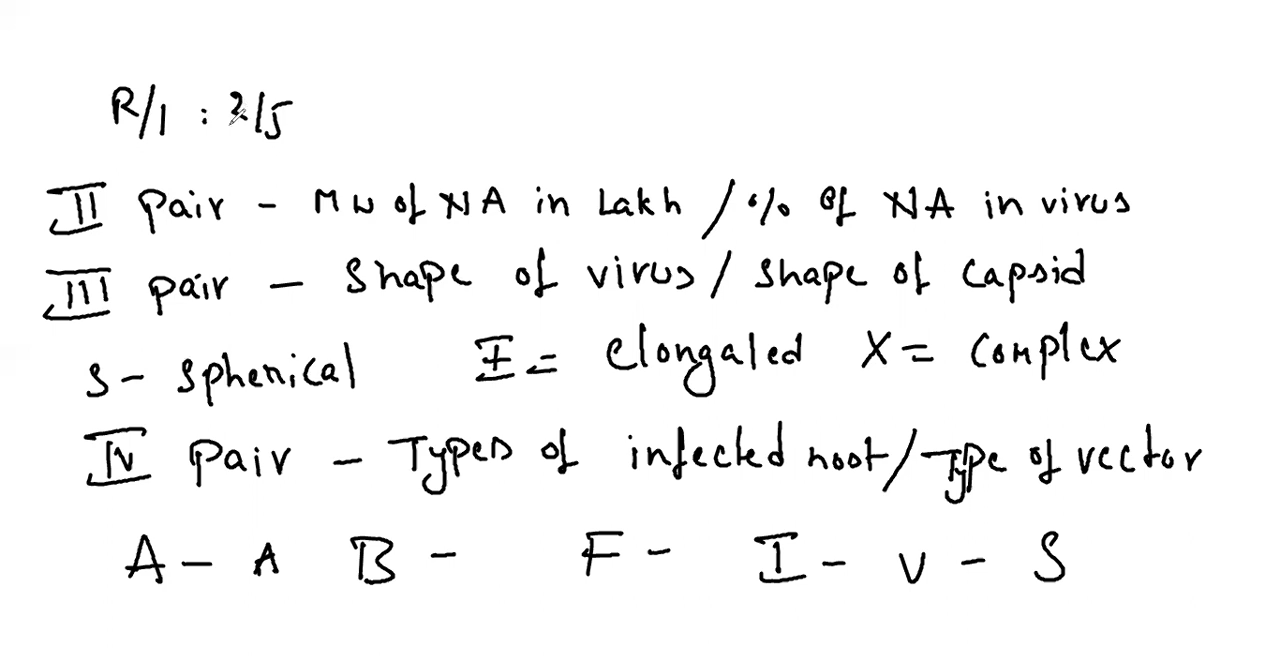 R/1 : 2/5
II pair - MW of NA in Lakh / % of NA in virus
III pair - Shape of virus / shape of capsid
S - spherical I = elongated X = complex
IV pair - Types of infected host / Type of vector
A - A B - F - I - V - S